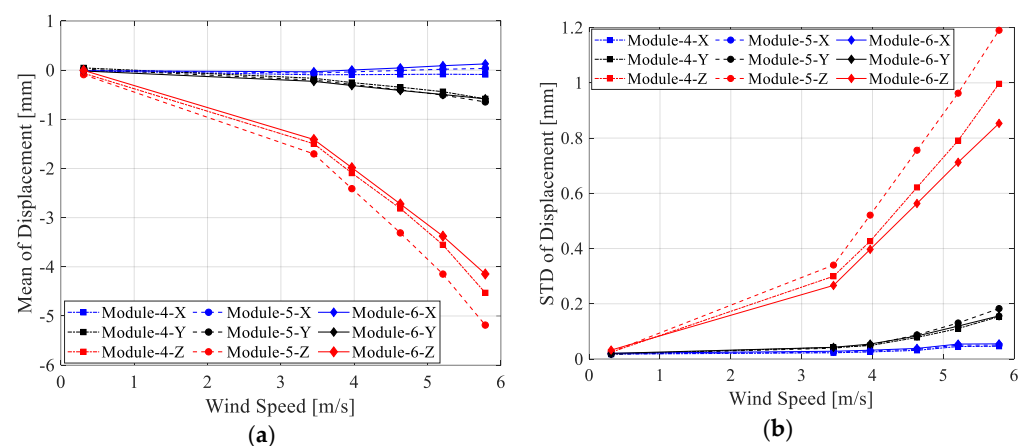 1
0
-1
-2
-3
-4
-5
-6
Mean of Displacement [mm]
Module-4-X Module-5-X Module-6-X
Module-4-Y Module-5-Y Module-6-Y
Module-4-Z Module-5-Z Module-6-Z
0 1 2 3 4 5 6
Wind Speed [m/s]
(a)
1.2
1
0.8
0.6
0.4
0.2
0
STD of Displacement [mm]
Module-4-X Module-5-X Module-6-X
Module-4-Y Module-5-Y Module-6-Y
Module-4-Z Module-5-Z Module-6-Z
0 1 2 3 4 5 6
Wind Speed [m/s]
(b)